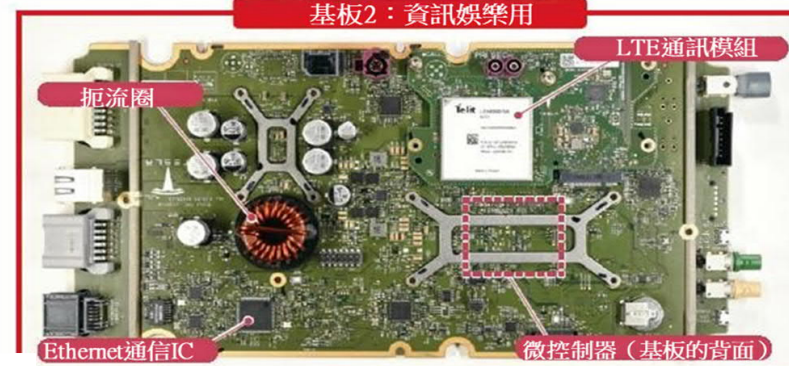 基板2：資訊娛樂用
LTE通訊模組
扼流圈
Telit
TESLA
Ethernet通信IC
微控制器（基板的背面）